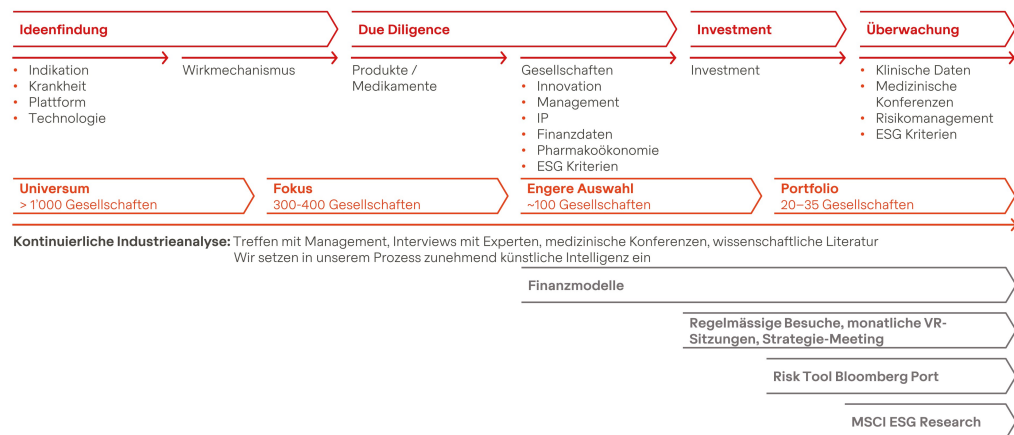 Ideenfindung
Due Diligence
Investment
Überwachung
• Indikation
• Krankheit
• Plattform
• Technologie
Wirkmechanismus
Produkte /
Medikamente
Gesellschaften
• Innovation
• Management
• IP
• Finanzdaten
• Pharmakoökonomie
• ESG Kriterien
Investment
• Klinische Daten
• Medizinische
Konferenzen
• Risikomanagement
• ESG Kriterien
Universum
> 1'000 Gesellschaften
Fokus
300-400 Gesellschaften
Engere Auswahl
~100 Gesellschaften
Portfolio
20–35 Gesellschaften
Kontinuierliche Industrieanalyse: Treffen mit Management, Interviews mit Experten, medizinische Konferenzen, wissenschaftliche Literatur
Wir setzen in unserem Prozess zunehmend künstliche Intelligenz ein
Finanzmodelle
Regelmässige Besuche, monatliche VR-
Sitzungen, Strategie-Meeting
Risk Tool Bloomberg Port
MSCI ESG Research